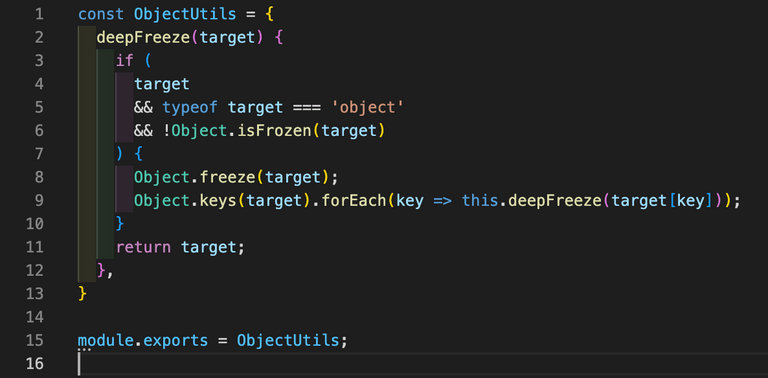 1 const ObjectUtils = {
2 deepFreeze(target) {
3 if (
4 target
5 && typeof target === 'object'
6 && !Object.isFrozen(target)
7 ) {
8 Object.freeze(target);
9 Object.keys(target).forEach(key => this.deepFreeze(target[key]));
10 }
11 return target;
12 },
13 }
14
15 module.exports = ObjectUtils;
16